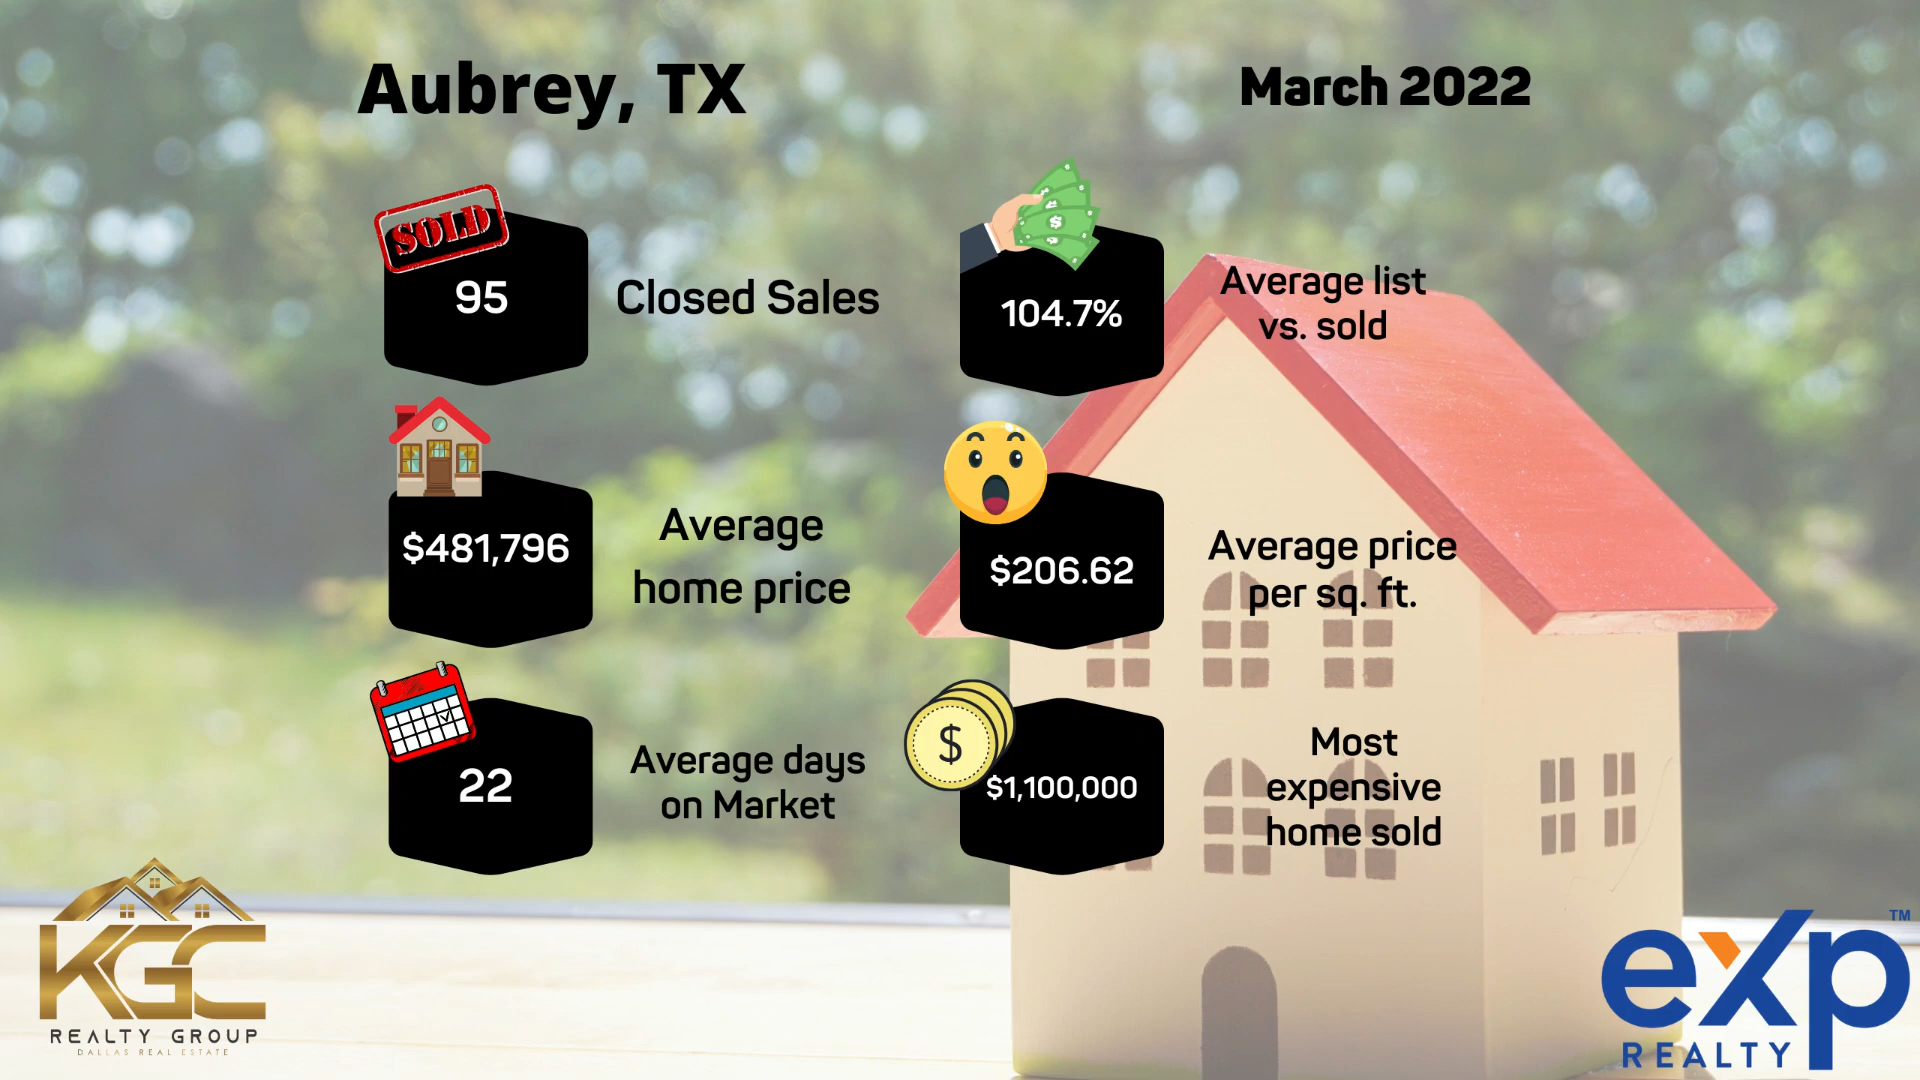 Aubrey, TX
March 2022
SOLD
95
Closed Sales
104.7%
Average list
vs. sold
$481,796
Average
home price
$206.62
Average price
per sq. ft.
22
Average days
on Market
$
$1,100,000
Most
expensive
home sold
KGC
REALTY GROUP
DALLAS REAL ESTATE
eXp
TM
REALTY